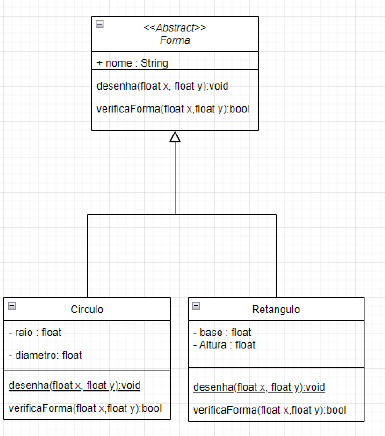 <<Abstract>>
Forma
+ nome : String
desenha(float x, float y):void
verificaForma(float x,float y):bool
Circulo
- raio : float
- diametro: float
desenha(float x, float y):void
verificaForma(float x,float y):bool
Retangulo
- base : float
- Altura : float
desenha(float x, float y):void
verificaForma(float x,float y):bool